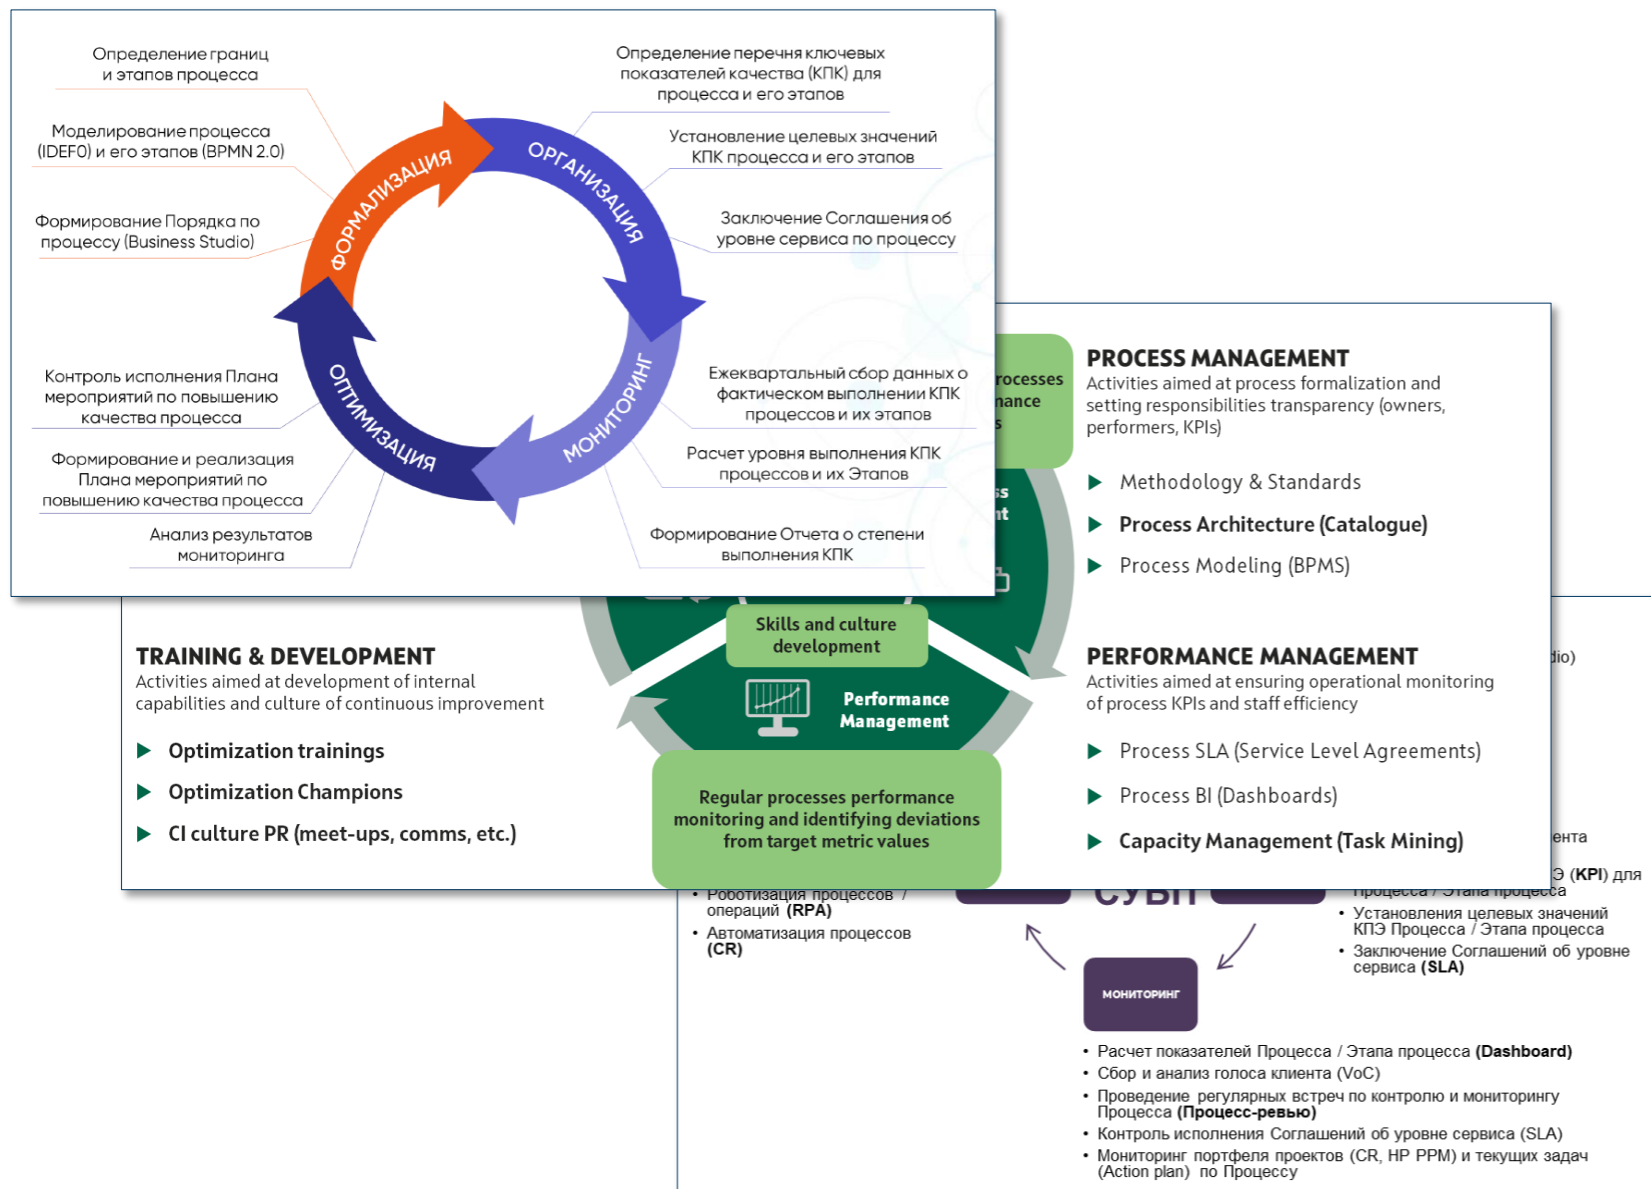 Определение границ
и этапов процесса
Моделирование процесса
(IDEF0) и его этапов (BPMN 2.0)
Формирование Порядка по
процессу (Business Studio)
Определение перечня ключевых
показателей качества (КПК) для
процесса и его этапов
Установление целевых значений
КПК процесса и его этапов
Заключение Соглашения об
уровне сервиса по процессу
ФОРМАЛИЗАЦИЯ
ОРГАНИЗАЦИЯ
МОНИТОРИНГ
ОПТИМИЗАЦИЯ
Контроль исполнения Плана
мероприятий по повышению
качества процесса
Формирование и реализация
Плана мероприятий по
повышению качества процесса
Анализ результатов
мониторинга
Ежеквартальный сбор данных о
фактическом выполнении КПК
процессов и их этапов
Расчет уровня выполнения КПК
процессов и их Этапов
Формирование Отчета о степени
выполнения КПК
PROCESS MANAGEMENT
Activities aimed at process formalization and
setting responsibilities transparency (owners,
performers, KPIs)
Methodology & Standards
Process Architecture (Catalogue)
Process Modeling (BPMS)
TRAINING & DEVELOPMENT
Activities aimed at development of internal
capabilities and culture of continuous improvement
Optimization trainings
Optimization Champions
CI culture PR (meet-ups, comms, etc.)
Skills and culture
development
Performance
Management
Regular processes performance
monitoring and identifying deviations
from target metric values
PERFORMANCE MANAGEMENT
Activities aimed at ensuring operational monitoring
of process KPIs and staff efficiency
Process SLA (Service Level Agreements)
Process BI (Dashboards)
Capacity Management (Task Mining)
• Роботизация процессов /
операций (RPA)
• Автоматизация процессов
(CR)
СУБП
(KPI) для
Процесса / Этапа процесса
• Установления целевых значений
КПЭ Процесса / Этапа процесса
• Заключение Соглашений об уровне
сервиса (SLA)
МОНИТОРИНГ
• Расчет показателей Процесса / Этапа процесса (Dashboard)
• Сбор и анализ голоса клиента (VoC)
• Проведение регулярных встреч по контролю и мониторингу
Процесса (Процесс-ревью)
• Контроль исполнения Соглашений об уровне сервиса (SLA)
• Мониторинг портфеля проектов (CR, HP PPM) и текущих задач
(Action plan) по Процессу